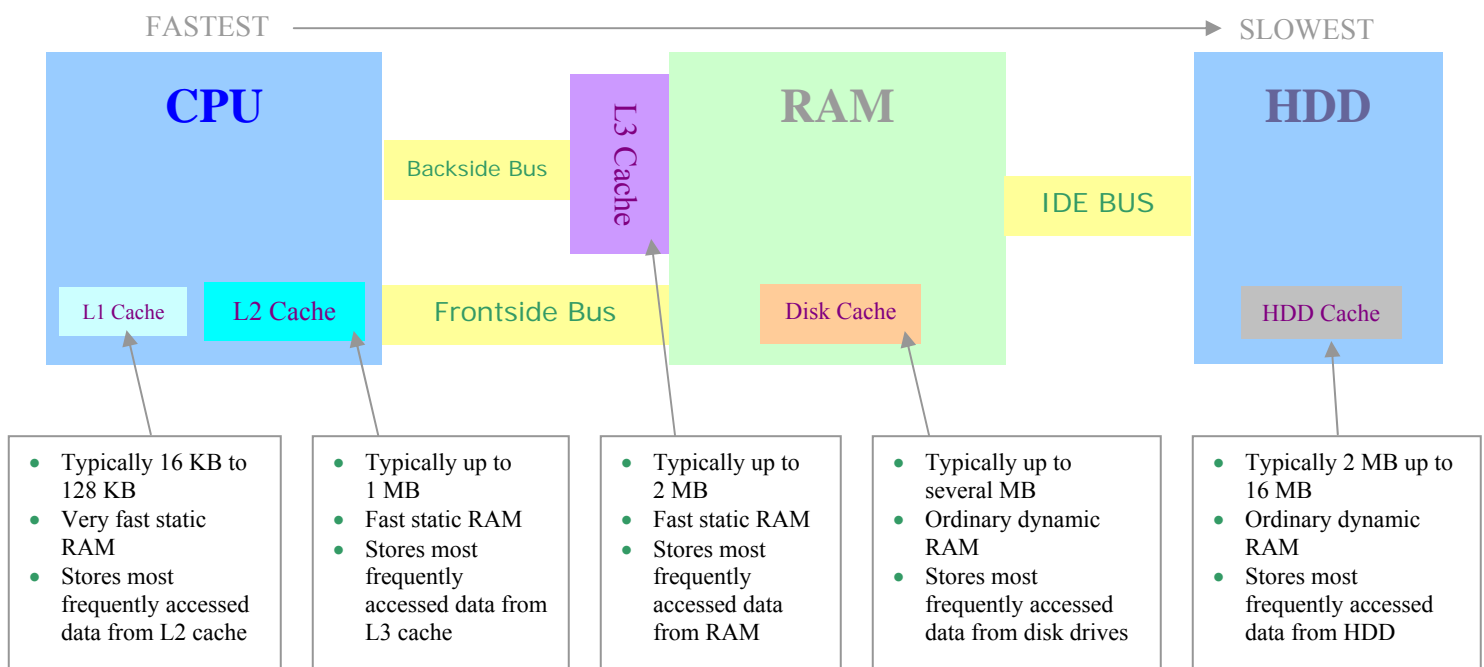 FASTEST
SLOWEST
CPU
RAM
HDD
L3 Cache
Backside Bus
IDE BUS
L1 Cache
L2 Cache
Frontside Bus
Disk Cache
HDD Cache
• Typically 16 KB to
128 KB
• Very fast static
RAM
• Stores most
frequently accessed
data from L2 cache
• Typically up to
1 MB
• Fast static RAM
• Stores most
frequently
accessed data from
L3 cache
• Typically up to
2 MB
• Fast static RAM
• Stores most
frequently
accessed data
from RAM
• Typically up to
several MB
• Ordinary dynamic
RAM
• Stores most
frequently accessed
data from disk drives
• Typically 2 MB up to
16 MB
• Ordinary dynamic
RAM
• Stores most
frequently accessed
data from HDD